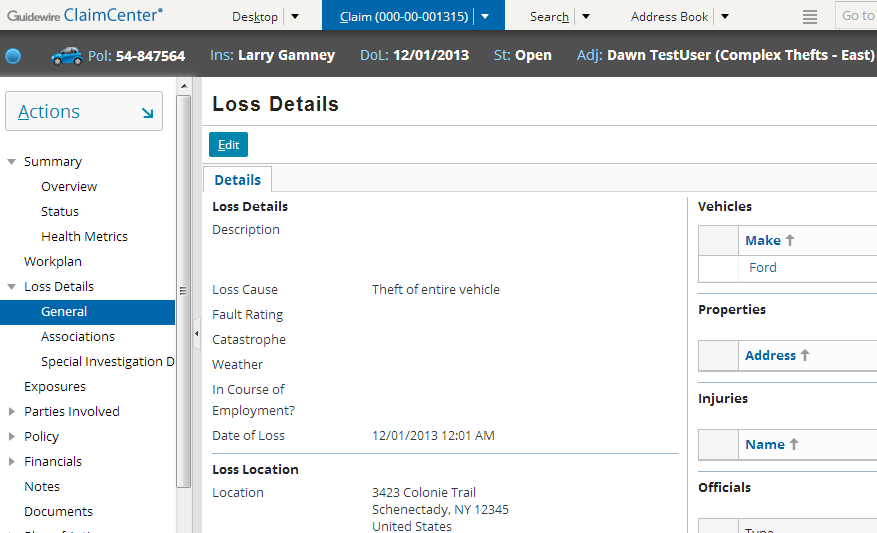 Guidewire ClaimCenter® Desktop Claim (000-00-001315) Search Address Book Go to
Pol: 54-847564 Ins: Larry Gamney DoL: 12/01/2013 St: Open Adj: Dawn TestUser (Complex Thefts - East)
Actions
Summary
Overview
Status
Health Metrics
Workplan
Loss Details
General
Associations
Special Investigation D
Exposures
Parties Involved
Policy
Financials
Notes
Documents
Loss Details
Edit
Details
Loss Details
Description
Loss Cause Theft of entire vehicle
Fault Rating
Catastrophe
Weather
In Course of
Employment?
Date of Loss 12/01/2013 12:01 AM
Loss Location
Location 3423 Colonie Trail
Schenectady, NY 12345
United States
Vehicles
Make
Ford
Properties
Address
Injuries
Name
Officials
Type